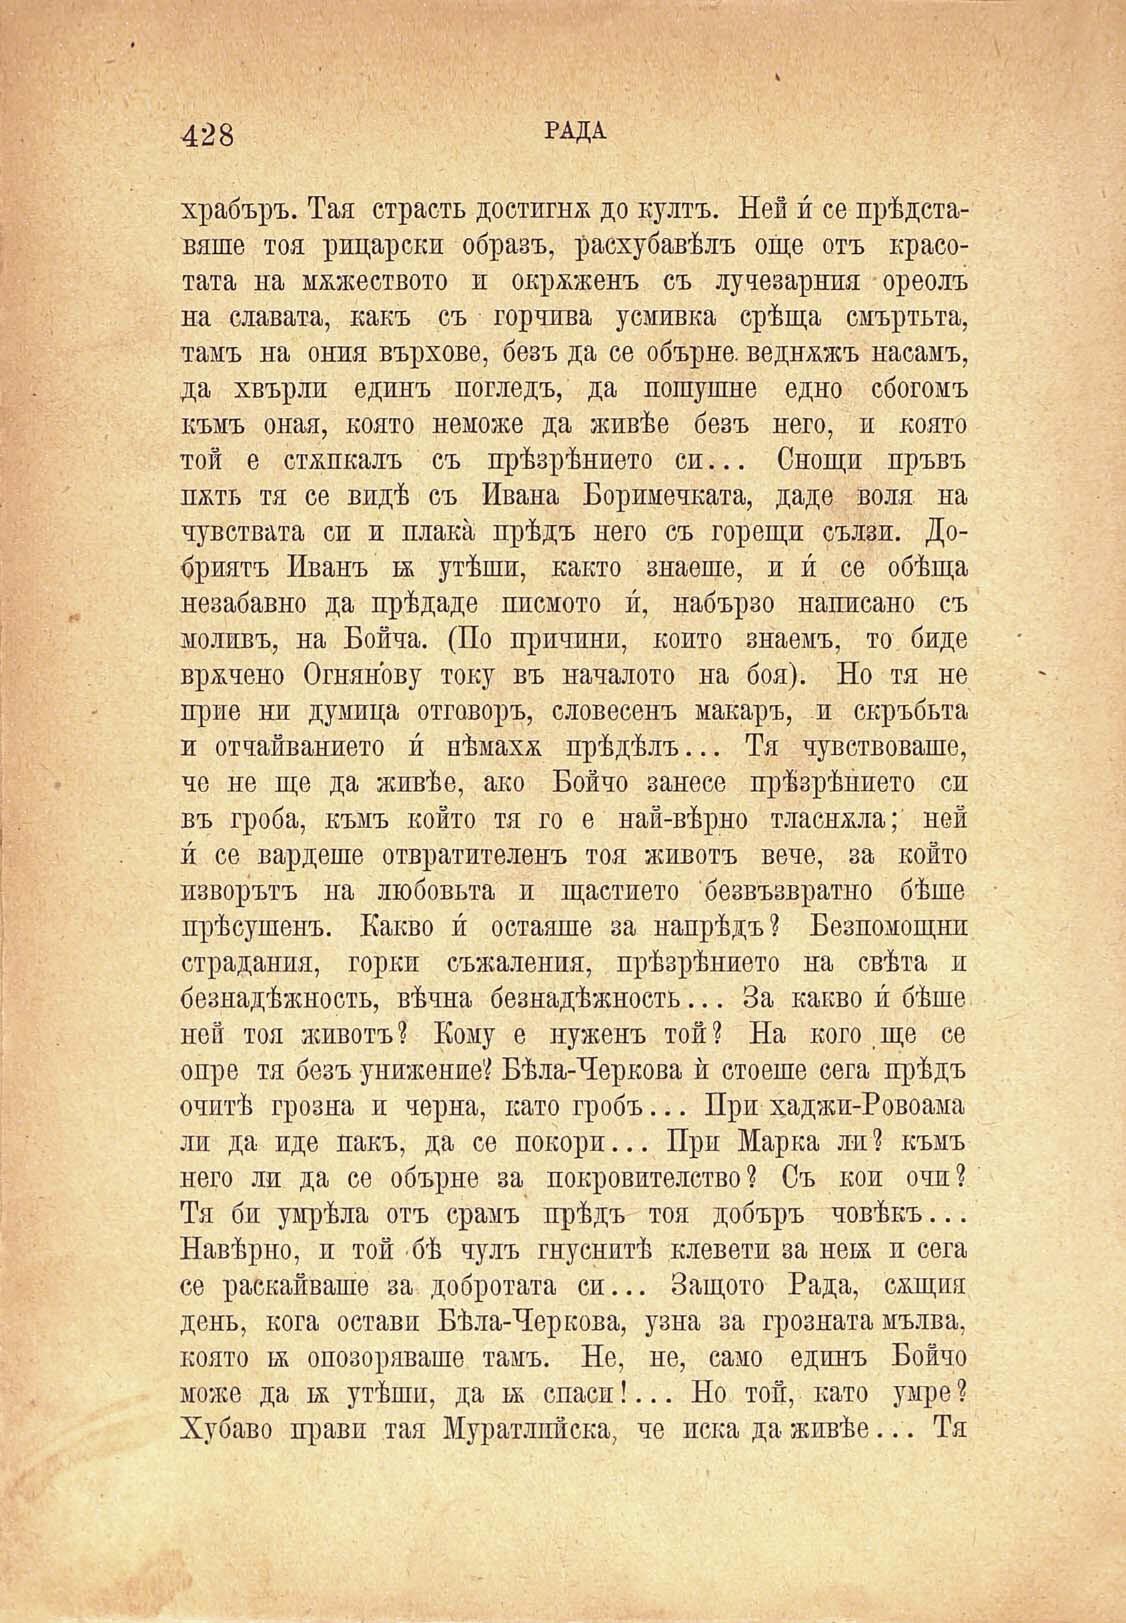 428
РАДА
храбъръ. Тая страсть достигнѫ до култъ. Ней ѝ се прѣдста-
вяше тоя рицарски образъ, расхубавѣлъ още отъ красо-
тата на мѫжеството и окрѫженъ съ лучезарния ореолъ
на славата, какъ съ горчива усмивка срѣща смъртьта,
тамъ на ония върхове, безъ да се обърне веднѫжъ насамъ,
да хвърли единъ погледъ, да пошушне едно сбогомъ
къмъ оная, която неможе да живѣе безъ него, и която
той е стѫпкалъ съ прѣзрѣнието си... Снощи пръвъ
пѫть тя се видѣ съ Ивана Боримечката, даде воля на
чувствата си и плака̀ прѣдъ него съ горещи сълзи. До-
бриятъ Иванъ ѭ утѣши, както знаеше, и ѝ се обѣща
незабавно да прѣдаде писмото ѝ, набързо написано съ
моливъ, на Бойча. (По причини, които знаемъ, то биде
врѫчено Огнянову току въ началото на боя). Но тя не
прие ни думица отговоръ, словесенъ макаръ, и скръбьта
и отчайванието ѝ нѣмахѫ прѣдѣлъ... Тя чувствоваше,
че не ще да живѣе, ако Бойчо занесе прѣзрѣнието си
въ гроба, къмъ който тя го е най-вѣрно тласнѫла; ней
ѝ се вардеше отвратителенъ тоя животъ вече, за който
изворътъ на любовьта и щастието безвъзвратно бѣше
прѣсушенъ. Какво ѝ остаяше за напрѣдъ? Безпомощни
страдания, горки съжаления, прѣзрѣнието на свѣта и
безнадѣжность, вѣчна безнадѣжность... За какво ѝ бѣше
ней тоя животъ? Кому е нуженъ той? На кого ще се
опре тя безъ унижение? Бѣла-Черкова ѝ стоеше сега прѣдъ
очитѣ грозна и черна, като гробъ... При хаджи-Ровоама
ли да иде пакъ, да се покори... При Марка ли? къмъ
него ли да се обърне за покровителство? Съ кои очи?
Тя би умрѣла отъ срамъ прѣдъ тоя добъръ човѣкъ...
Навѣрно, и той бѣ чулъ гнуснитѣ клевети за неѭ и сега
се раскайваше за добротата си... Защото Рада, сѫщия
день, кога остави Бѣла-Черкова, узна за грозната мълва,
която ѭ опозоряваше тамъ. Не, не, само единъ Бойчо
може да ѭ утѣши, да ѭ спаси!... Но той, като умре?
Хубаво прави тая Муратлийска, че иска да живѣе... Тя